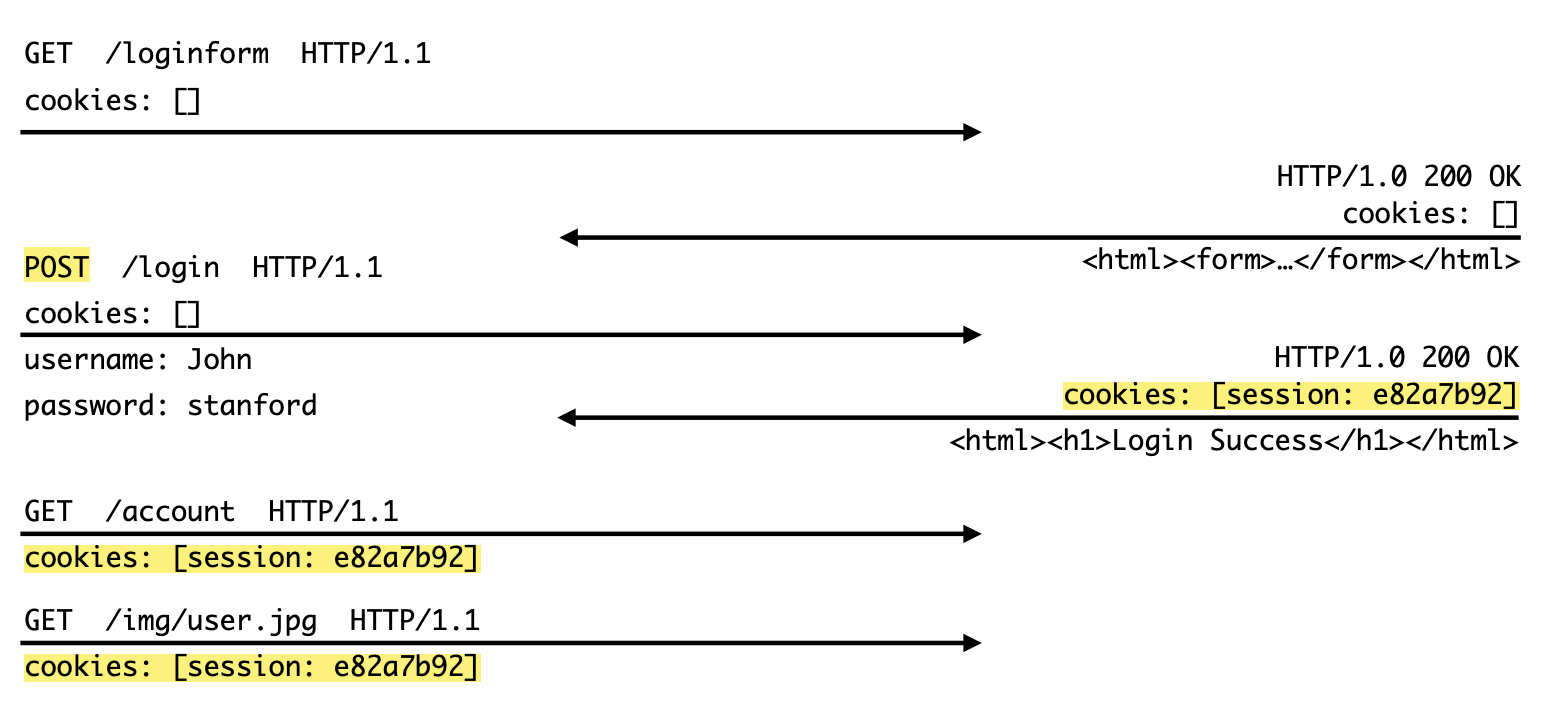 GET  /loginform  HTTP/1.1
cookies: []
HTTP/1.0 200 OK
cookies: []
<html><form>…</form></html>
POST  /login  HTTP/1.1
cookies: []
username: John
password: stanford
HTTP/1.0 200 OK
cookies: [session: e82a7b92]
<html><h1>Login Success</h1></html>
GET  /account  HTTP/1.1
cookies: [session: e82a7b92]
GET  /img/user.jpg  HTTP/1.1
cookies: [session: e82a7b92]